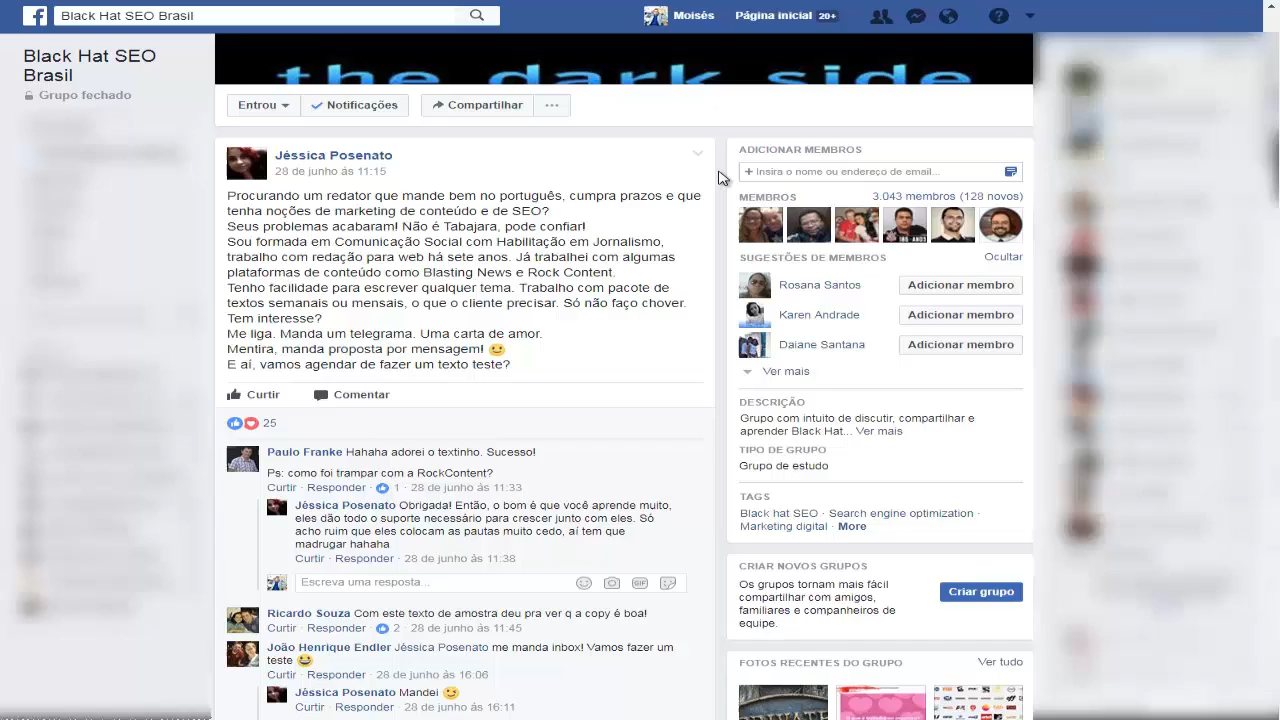 Black Hat SEO Brasil
Moisés
Página inicial 20+
Black Hat SEO
Brasil
Grupo fechado
the dark side
Entrou
Notificações
Compartilhar
Jéssica Posenato
28 de junho às 11:15
Procurando um redator que mande bem no português, cumpra prazos e que
tenha noções de marketing de conteúdo e de SEO?
Seus problemas acabaram! Não é Tabajara, pode confiar!
Sou formada em Comunicação Social com Habilitação em Jornalismo,
trabalho com redação para web há sete anos. Já trabalhei com algumas
plataformas de conteúdo como Blasting News e Rock Content.
Tenho facilidade para escrever qualquer tema. Trabalho com pacote de
textos semanais ou mensais, o que o cliente precisar. Só não faço chover.
Tem interesse?
Me liga. Manda um telegrama. Uma carta de amor.
Mentira, manda proposta por mensagem!
E aí, vamos agendar de fazer um texto teste?
Curtir Comentar
25
Paulo Franke Hahaha adorei o textinho. Sucesso!
Ps: como foi trampar com a RockContent?
Curtir · Responder · 1 · 28 de junho às 11:33
Jéssica Posenato Obrigada! Então, o bom é que você aprende muito,
eles dão todo o suporte necessário para crescer junto com eles. Só
acho ruim que eles colocam as pautas muito cedo, aí tem que
madrugar hahaha
Curtir · Responder · 28 de junho às 11:38
Escreva uma resposta...
GIF
Ricardo Souza Com este texto de amostra deu pra ver q a copy é boa!
Curtir · Responder · 2 · 28 de junho às 11:45
João Henrique Endler Jéssica Posenato me manda inbox! Vamos fazer um
teste
Curtir · Responder · 28 de junho às 16:06
Jéssica Posenato Mandei
Curtir · Responder · 28 de junho às 16:11
ADICIONAR MEMBROS
+ Insira o nome ou endereço de email...
MEMBROS 3.043 membros (128 novos)
SUGESTÕES DE MEMBROS Ocultar
Rosana Santos Adicionar membro
Karen Andrade Adicionar membro
Daiane Santana Adicionar membro
Ver mais
DESCRIÇÃO
Grupo com intuito de discutir, compartilhar e
aprender Black Hat... Ver mais
TIPO DE GRUPO
Grupo de estudo
TAGS
Black hat SEO · Search engine optimization ·
Marketing digital · More
CRIAR NOVOS GRUPOS
Os grupos tornam mais fácil
compartilhar com amigos,
familiares e companheiros de
equipe.
Criar grupo
FOTOS RECENTES DO GRUPO Ver tudo